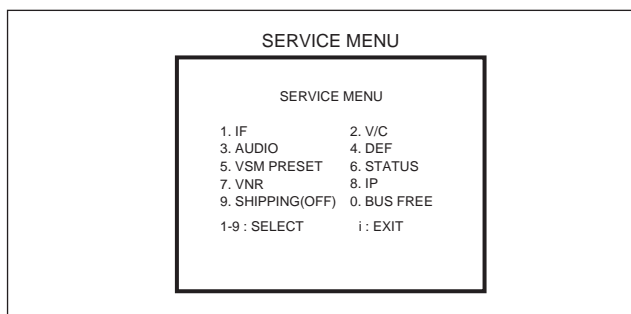 SERVICE MENU
SERVICE MENU
1. IF 2. V/C
3. AUDIO 4. DEF
5. VSM PRESET 6. STATUS
7. VNR 8. IP
9. SHIPPING(OFF) 0. BUS FREE
1-9 : SELECT i : EXIT